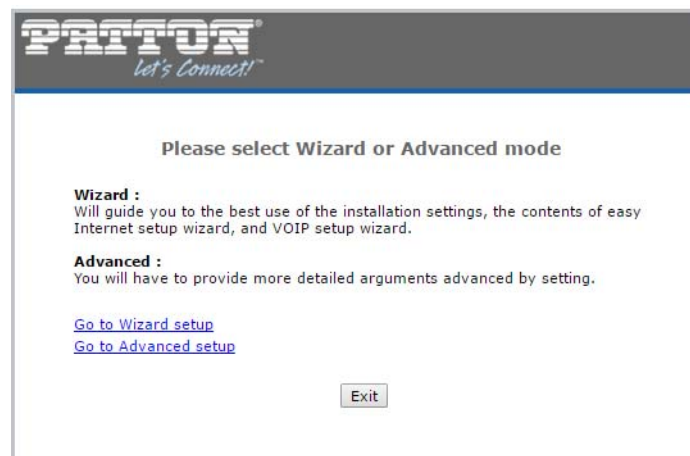 PATTON®
Let's Connect!™
Please select Wizard or Advanced mode
Wizard :
Will guide you to the best use of the installation settings, the contents of easy
Internet setup wizard, and VOIP setup wizard.
Advanced :
You will have to provide more detailed arguments advanced by setting.
Go to Wizard setup
Go to Advanced setup
Exit